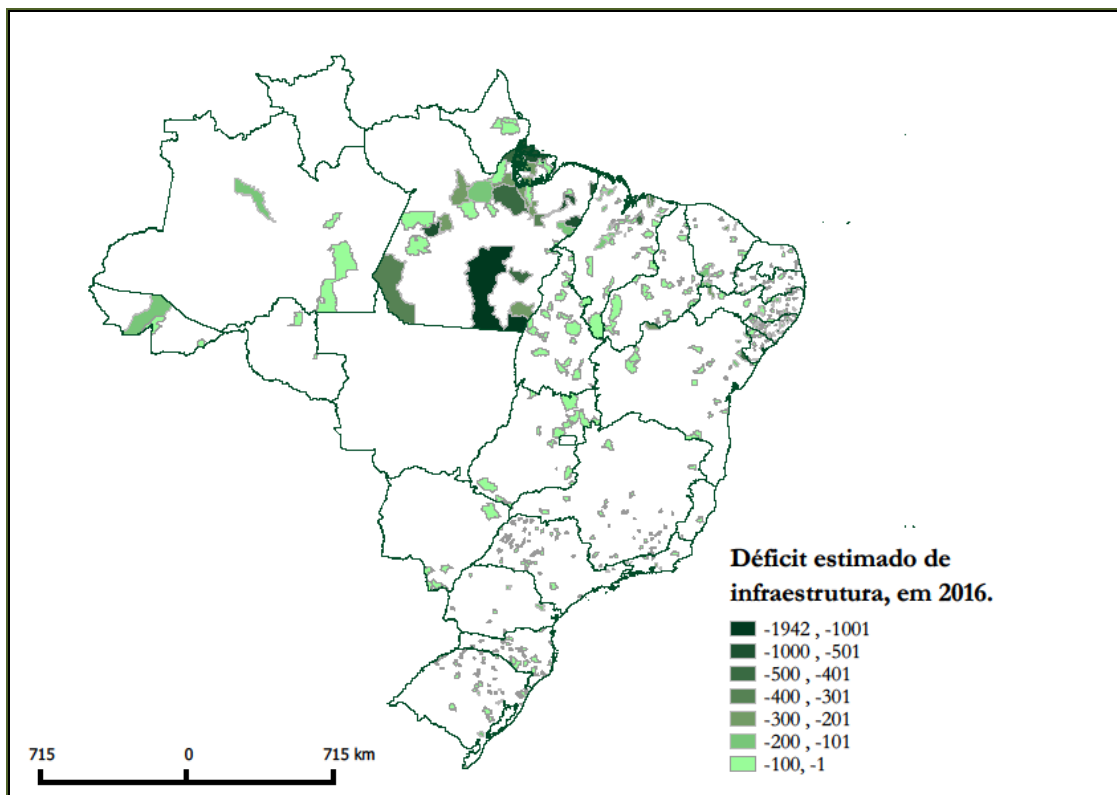 Déficit estimado de
infraestrutura, em 2016.
-1942 , -1001
-1000 , -501
-500 , -401
-400 , -301
-300 , -201
-200 , -101
-100, -1
715 0 715 km